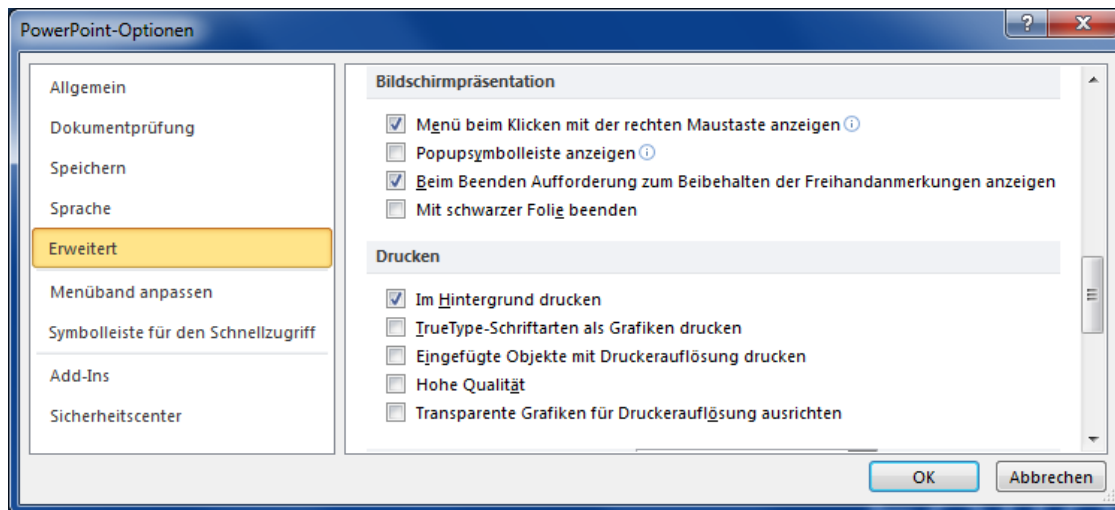 PowerPoint-Optionen
Allgemein
Dokumentprüfung
Speichern
Sprache
Erweitert
Menüband anpassen
Symbolleiste für den Schnellzugriff
Add-Ins
Sicherheitscenter
Bildschirmpräsentation
Menü beim Klicken mit der rechten Maustaste anzeigen
Popupsymbolleiste anzeigen
Beim Beenden Aufforderung zum Beibehalten der Freihandanmerkungen anzeigen
Mit schwarzer Folie beenden
Drucken
Im Hintergrund drucken
TrueType-Schriftarten als Grafiken drucken
Eingefügte Objekte mit Druckerauflösung drucken
Hohe Qualität
Transparente Grafiken für Druckerauflösung ausrichten
OK
Abbrechen